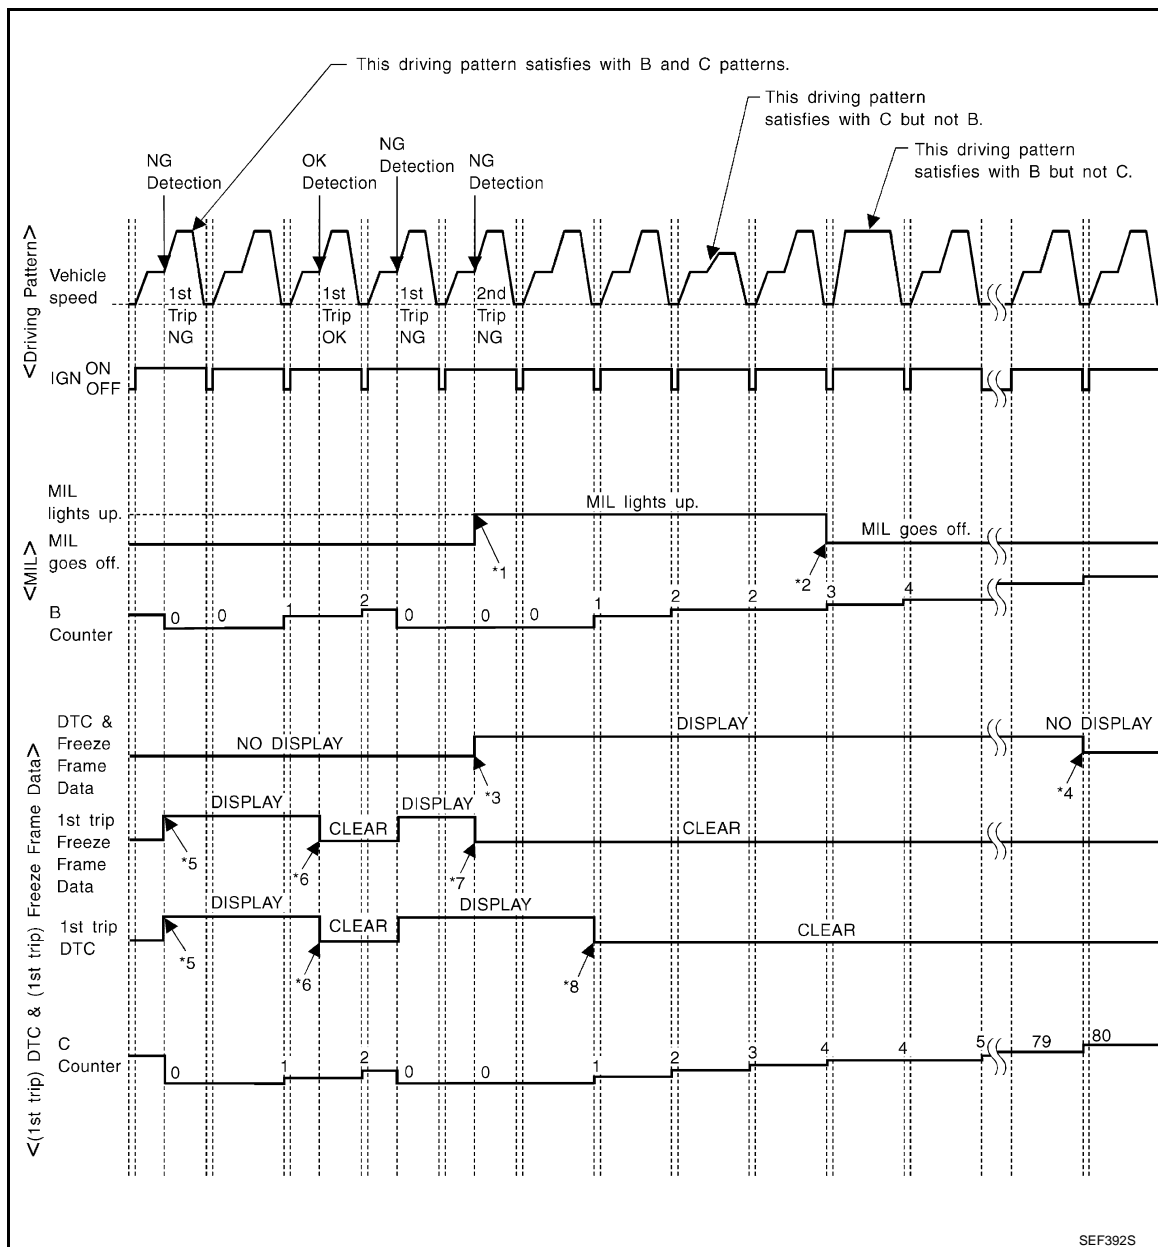 This driving pattern satisfies with B and C patterns.
This driving pattern
satisfies with C but not B.
This driving pattern
satisfies with B but not C.
NG
Detection
OK
Detection
NG
Detection
NG
Detection
<Driving Pattern>
Vehicle
speed
1st
Trip
NG
1st
Trip
OK
1st
Trip
NG
2nd
Trip
NG
IGN ON
OFF
<MIL>
MIL
lights up.
MIL
goes off.
MIL lights up.
MIL goes off.
*1
*2
B
Counter
0 0 1 2 0 0 0 1 2 2 3 4
<(1st trip) DTC & (1st trip) Freeze Frame Data>
DTC &
Freeze
Frame
Data
NO DISPLAY
DISPLAY
NO DISPLAY
*3
*4
1st trip
Freeze
Frame
Data
DISPLAY
CLEAR
DISPLAY
CLEAR
*5
*6
*7
1st trip
DTC
DISPLAY
CLEAR
DISPLAY
CLEAR
*5
*6
*8
C
Counter
0 1 2 0 0 1 2 3 4 4 5 79 80
SEF392S